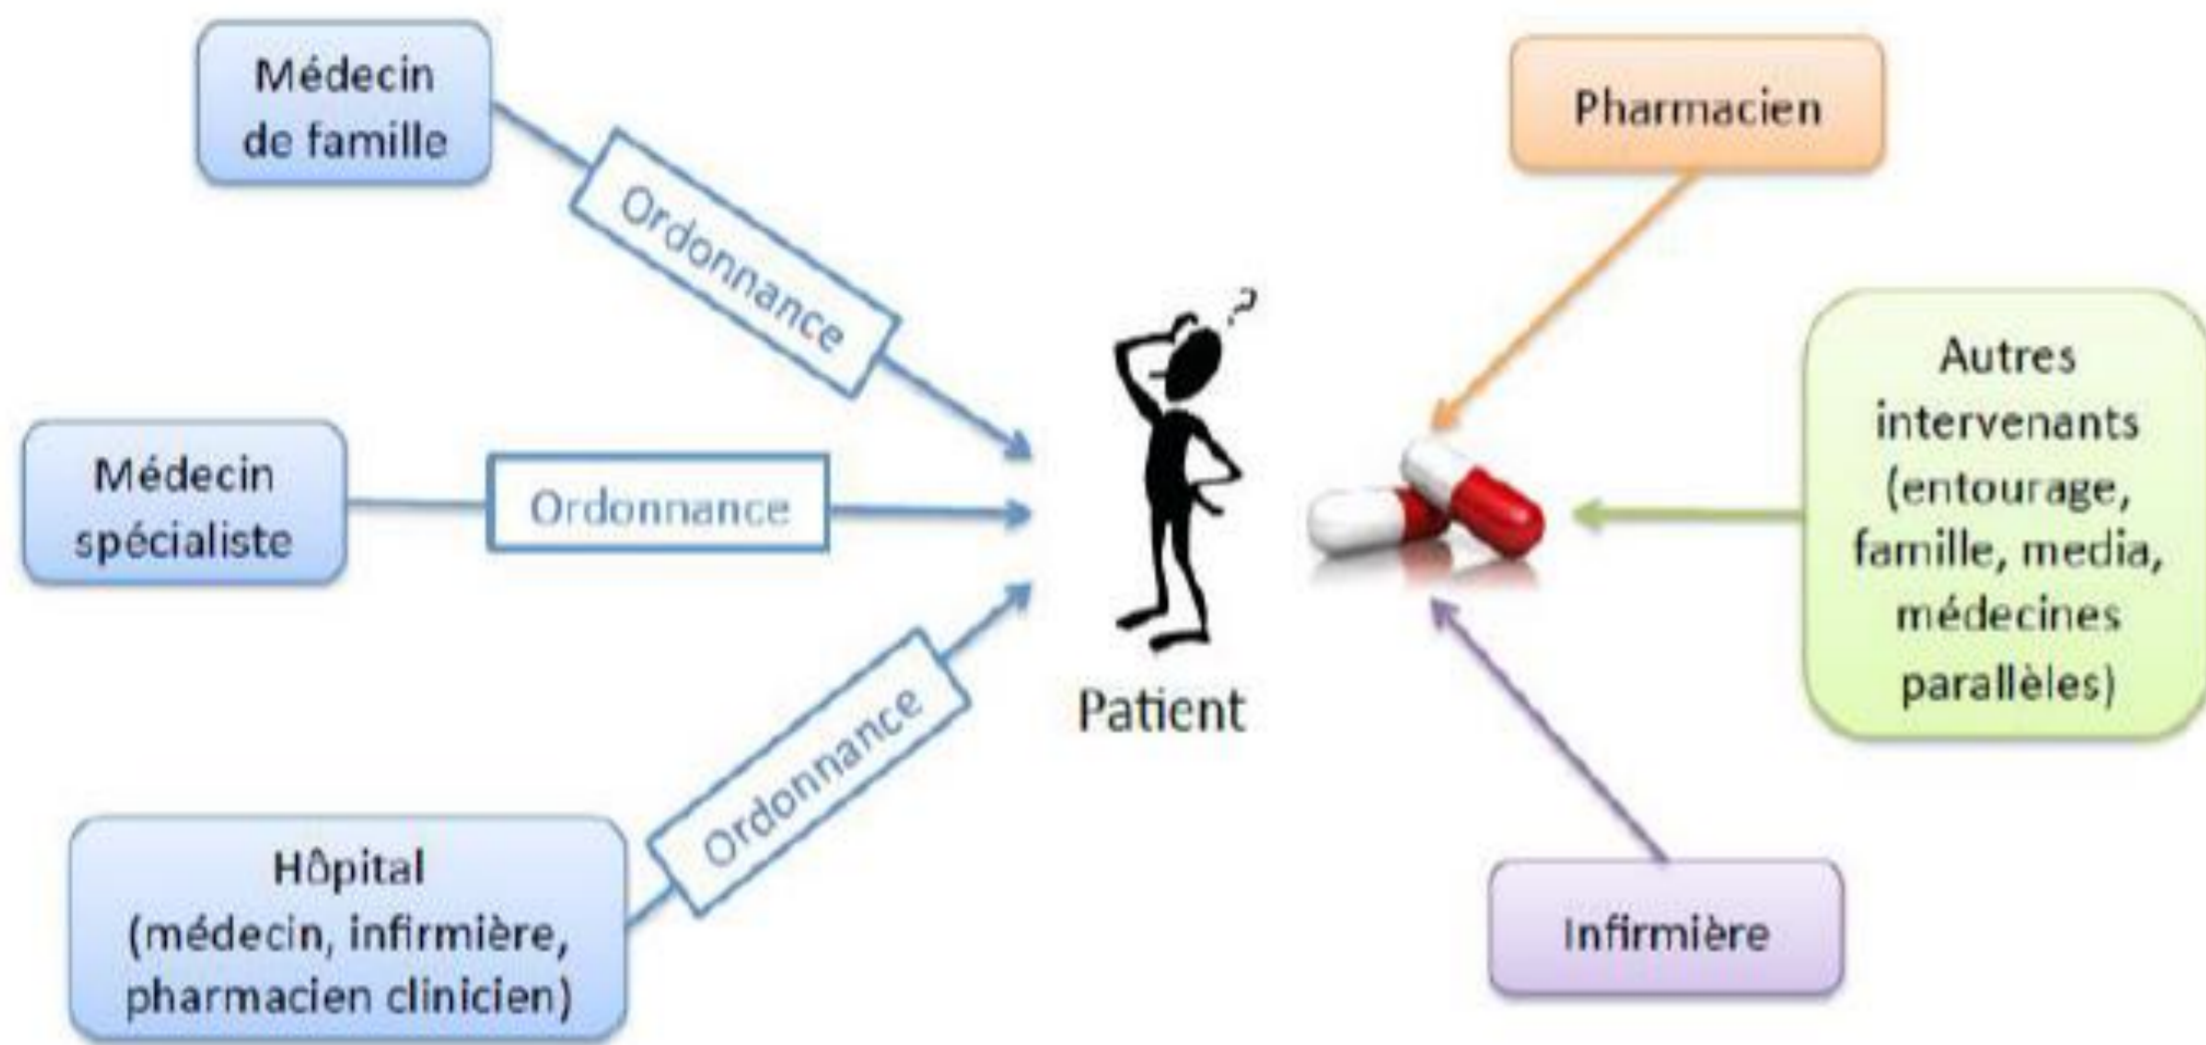 Médecin
de famille
Ordonnance
Médecin
spécialiste
Ordonnance
Hôpital
(médecin, infirmière,
pharmacien clinicien)
Ordonnance
?
Patient
Pharmacien
Autres
intervenants
(entourage,
famille, media,
médecines
parallèles)
Infirmière